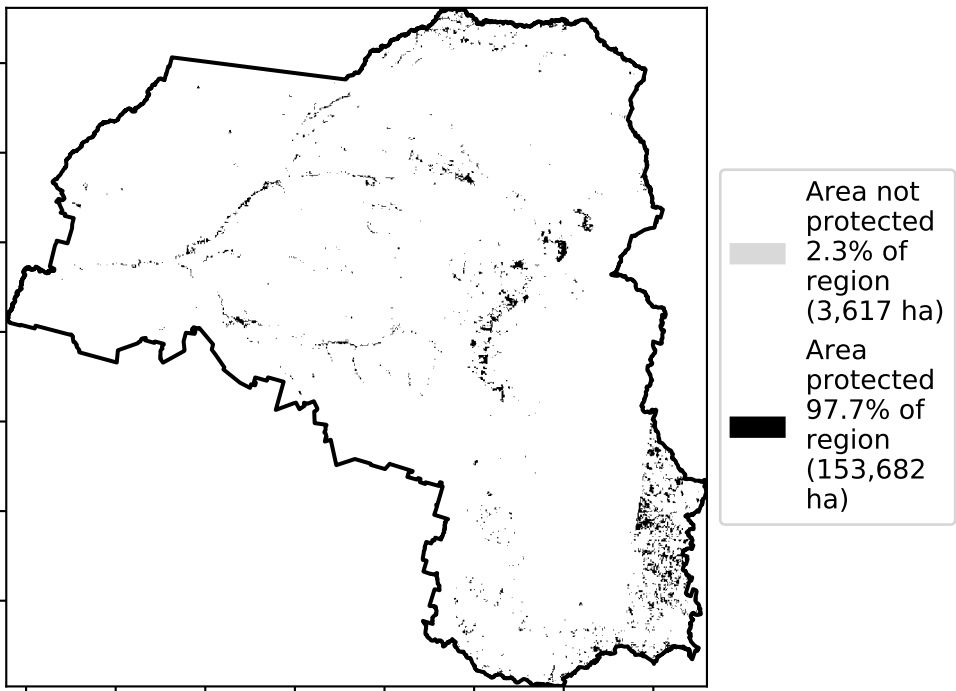 Area not
protected
2.3% of
region
(3,617 ha)
Area
protected
97.7% of
region
(153,682
ha)